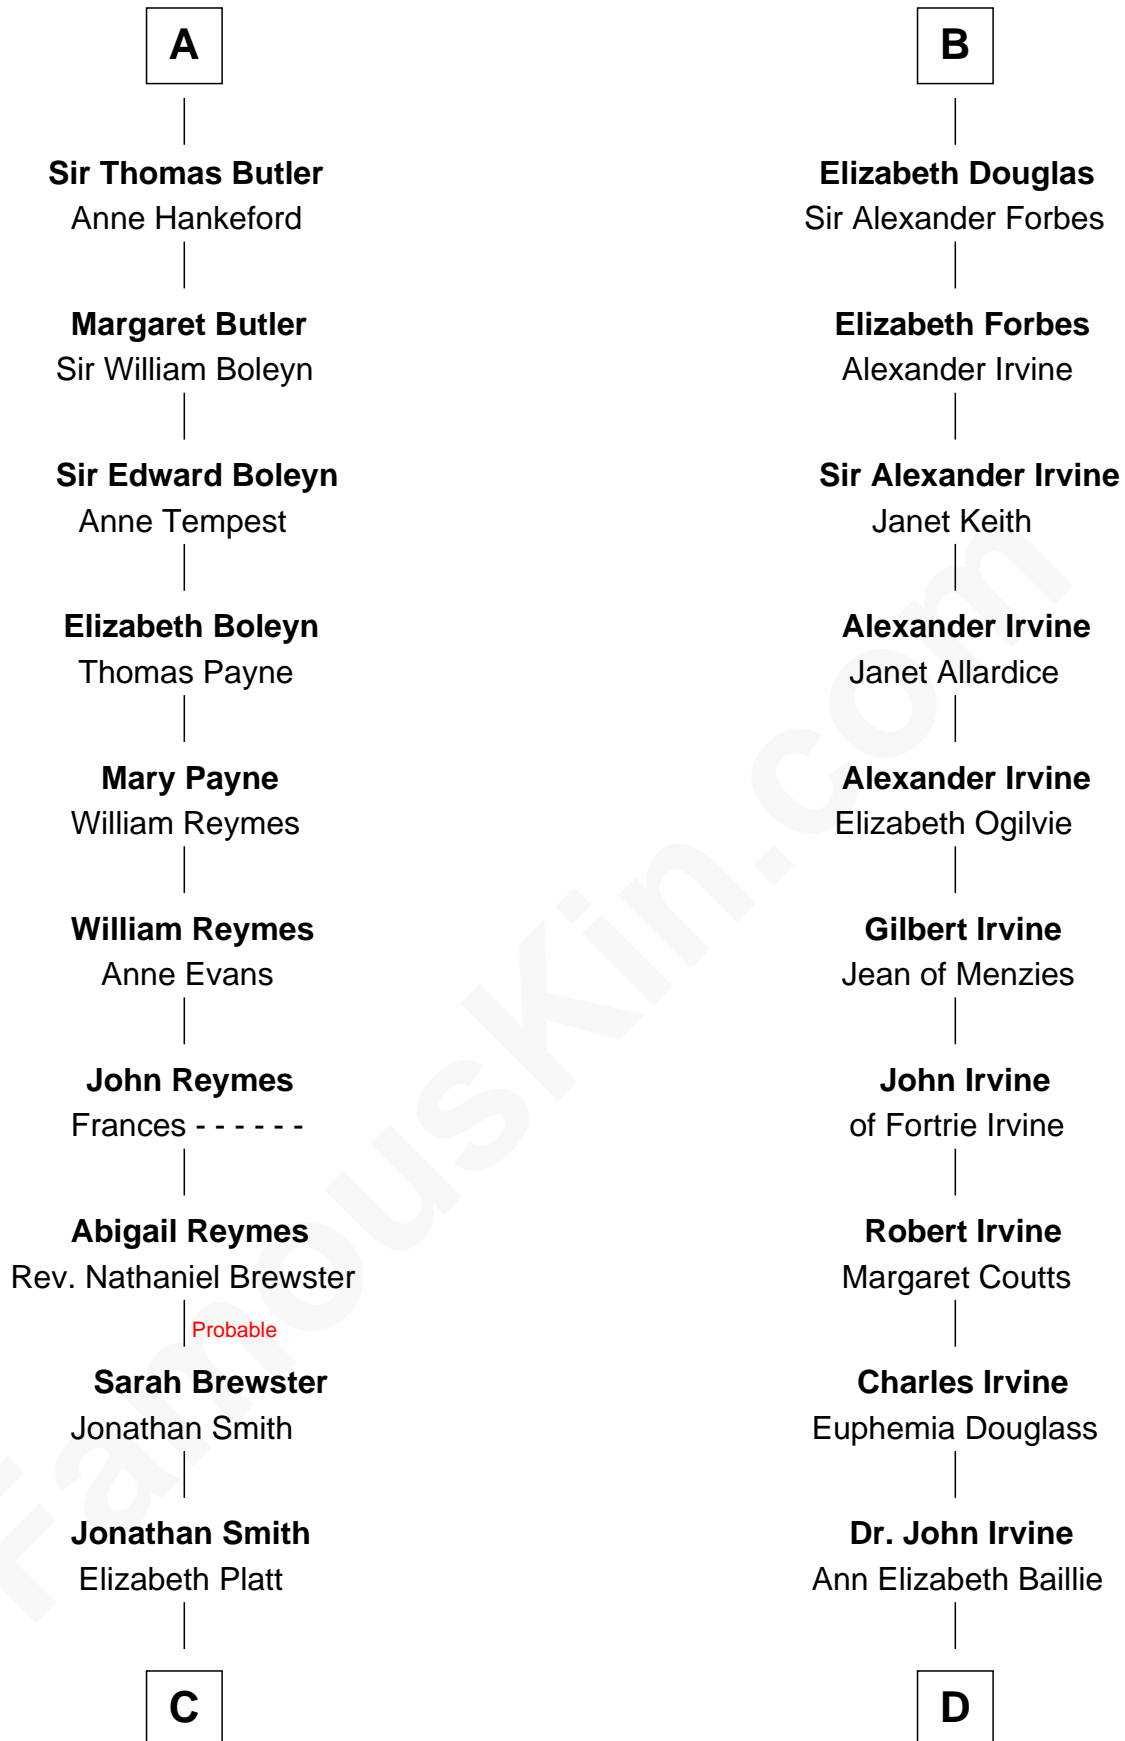 A
Sir Thomas Butler
Anne Hankeford
Margaret Butler
Sir William Boleyn
Sir Edward Boleyn
Anne Tempest
Elizabeth Boleyn
Thomas Payne
Mary Payne
William Reymes
William Reymes
Anne Evans
John Reymes
Frances - - - - - -
Abigail Reymes
Rev. Nathaniel Brewster
Probable
Sarah Brewster
Jonathan Smith
Jonathan Smith
Elizabeth Platt
C
B
Elizabeth Douglas
Sir Alexander Forbes
Elizabeth Forbes
Alexander Irvine
Sir Alexander Irvine
Janet Keith
Alexander Irvine
Janet Allardice
Alexander Irvine
Elizabeth Ogilvie
Gilbert Irvine
Jean of Menzies
John Irvine
of Fortrie Irvine
Robert Irvine
Margaret Coutts
Charles Irvine
Euphemia Douglass
Dr. John Irvine
Ann Elizabeth Baillie
D
FamousKin.com